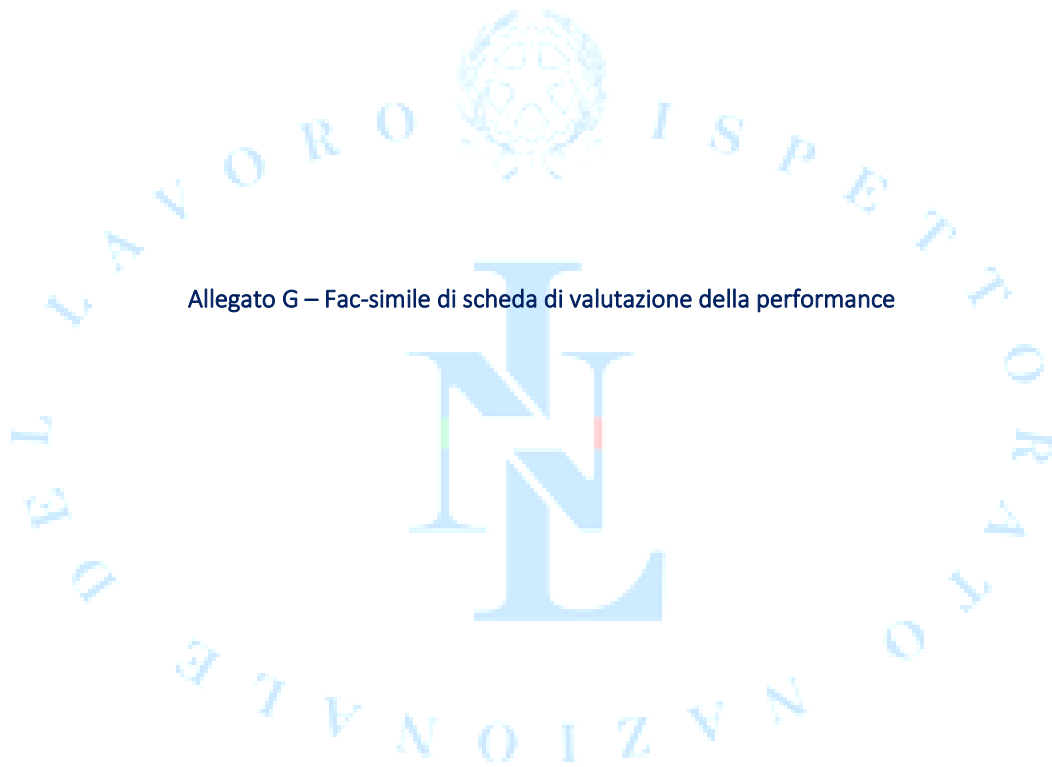 Allegato G – Fac-simile di scheda di valutazione della performance
ISPETTORATO NAZIONALE DEL LAVORO
INL